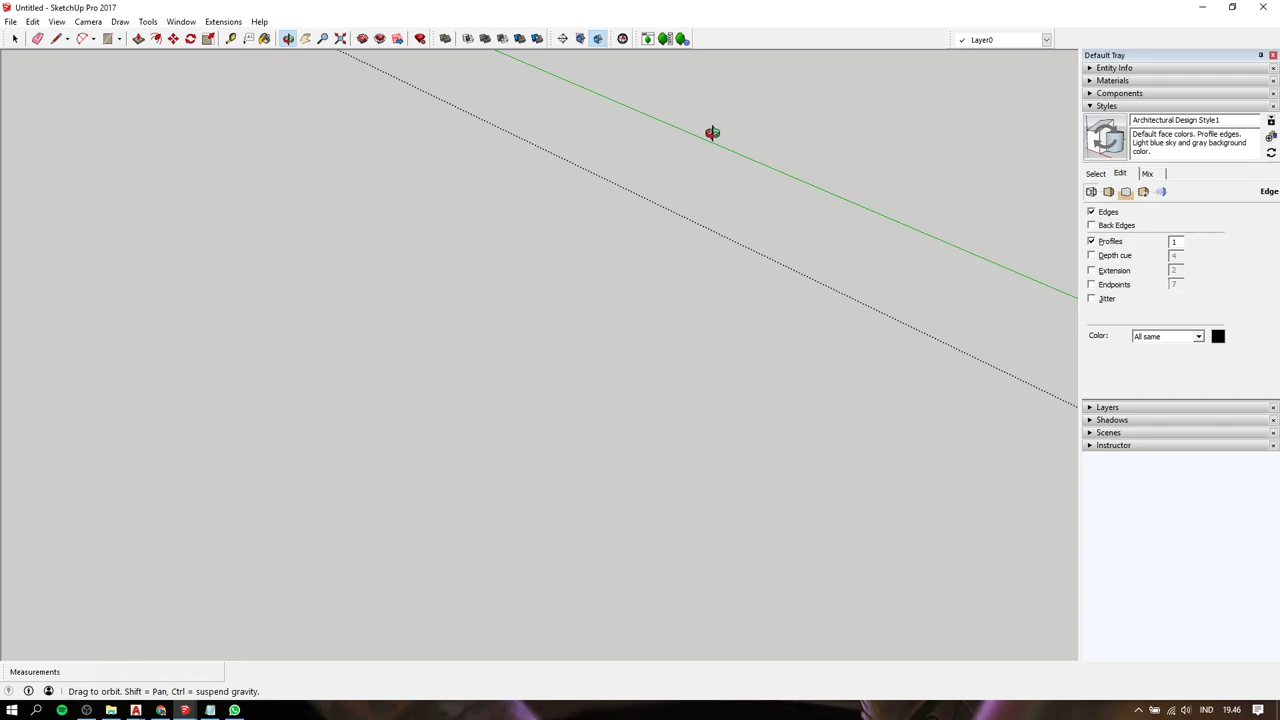 Untitled - SketchUp Pro 2017
File Edit View Camera Draw Tools Window Extensions Help
Layer0
Default Tray
Entity Info
Materials
Components
Styles
Architectural Design Style1
Default face colors. Profile edges.
Light blue sky and gray background
color.
Select Edit Mix
Edge
Edges
Back Edges
Profiles 1
Depth cue 4
Extension 2
Endpoints 7
Jitter
Color: All same
Layers
Shadows
Scenes
Instructor
Measurements
Drag to orbit. Shift = Pan, Ctrl = suspend gravity.
IND 19.46